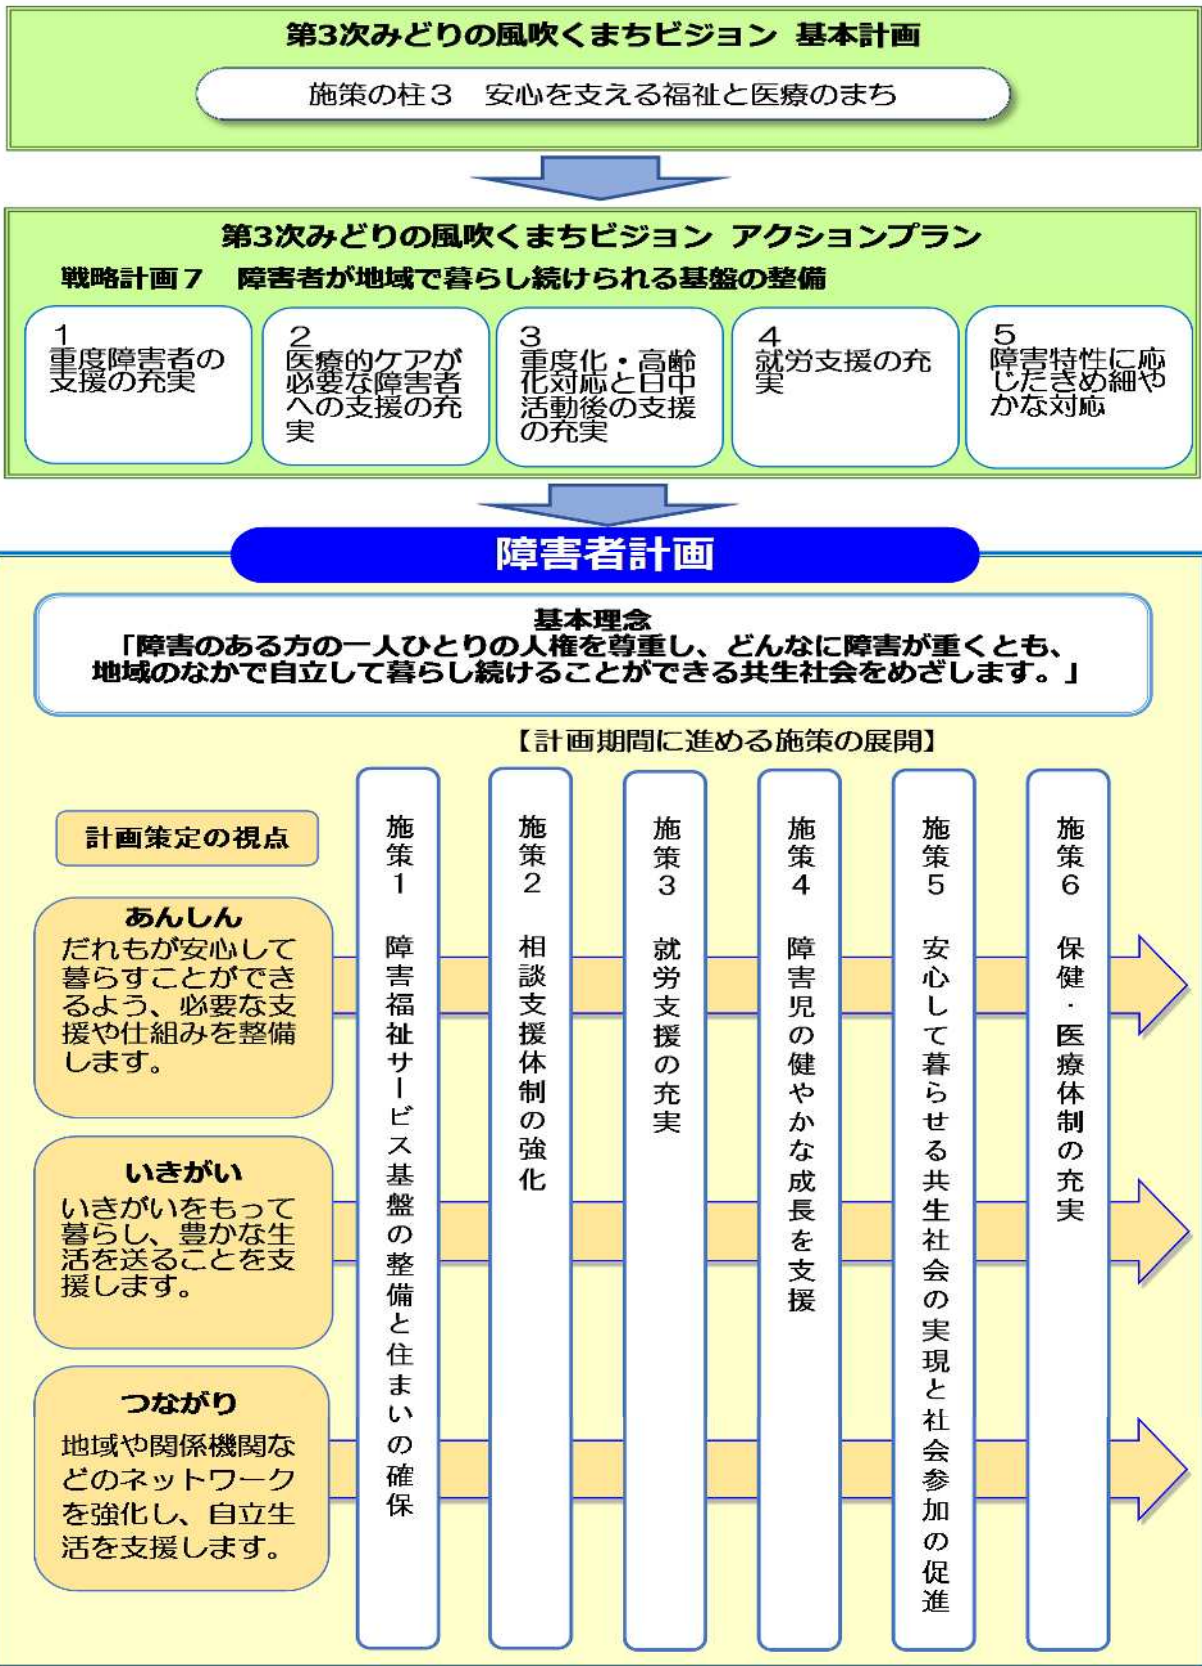 第3次みどりの風吹くまちビジョン 基本計画
施策の柱３　安心を支える福祉と医療のまち
第3次みどりの風吹くまちビジョン アクションプラン
戦略計画７　障害者が地域で暮らし続けられる基盤の整備
１
重度障害者の
支援の充実
２
医療的ケアが
必要な障害者
への支援の充
実
３
重度化・高齢
化対応と日中
活動後の支援
の充実
４
就労支援の充
実
５
障害特性に応
じたきめ細や
かな対応
障害者計画
基本理念
「障害のある方の一人ひとりの人権を尊重し、どんなに障害が重くとも、
地域のなかで自立して暮らし続けることができる共生社会をめざします。」
【計画期間に進める施策の展開】
計画策定の視点
あんしん
だれもが安心して
暮らすことができ
るよう、必要な支
援や仕組みを整備
します。
いきがい
いきがいをもって
暮らし、豊かな生
活を送ることを支
援します。
つながり
地域や関係機関な
どのネットワーク
を強化し、自立生
活を支援します。
施策１　障害福祉サービス基盤の整備と住まいの確保
施策２　相談支援体制の強化
施策３　就労支援の充実
施策４　障害児の健やかな成長を支援
施策５　安心して暮らせる共生社会の実現と社会参加の促進
施策６　保健・医療体制の充実